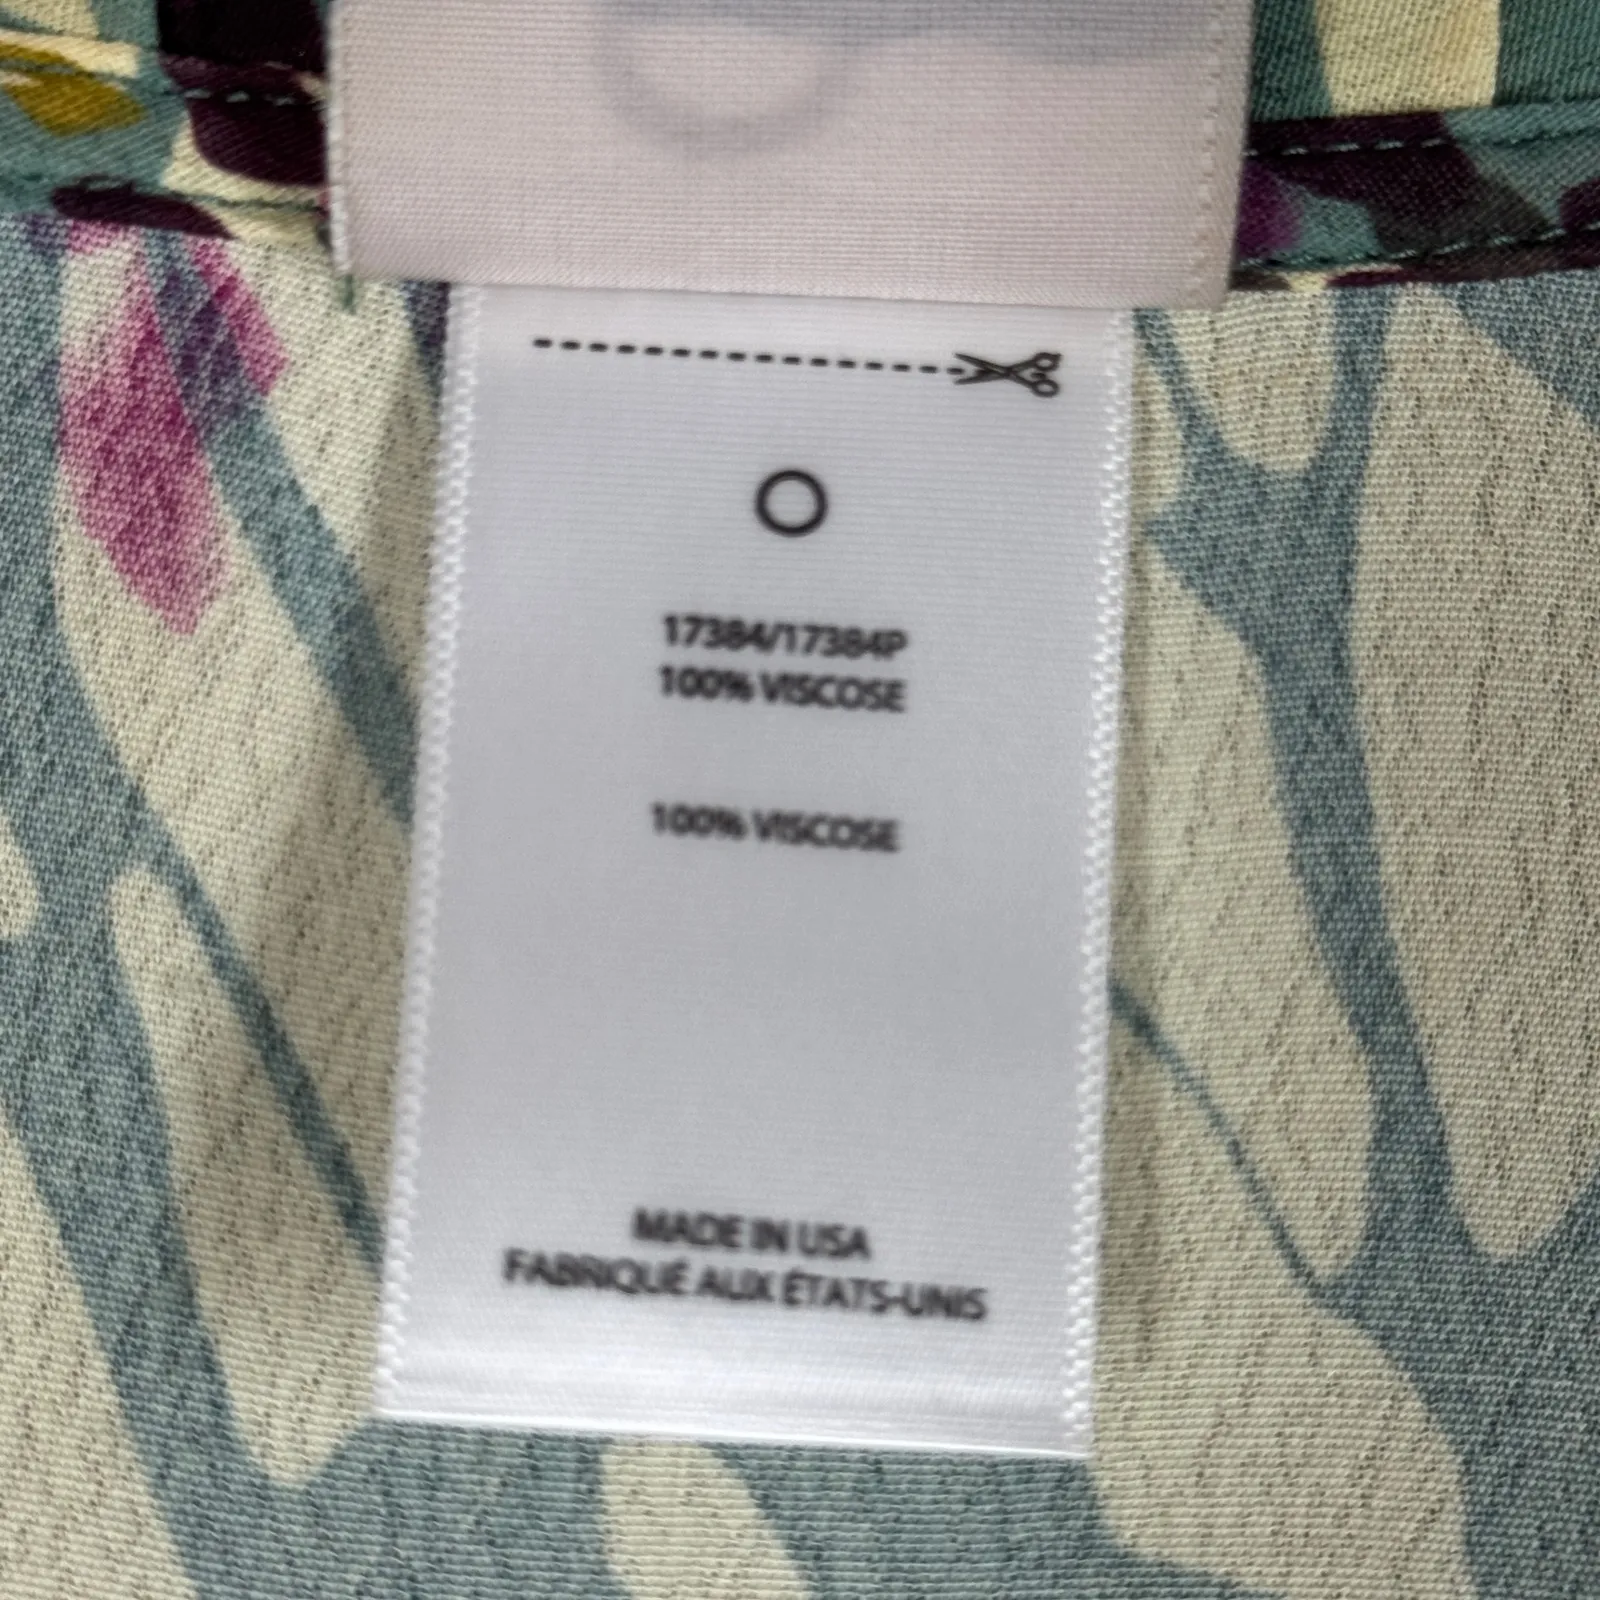 17384/17384P
100% VISCOSE
100% VISCOSE
MADE IN USA
FABRIQUÉ AUX ÉTATS-UNIS